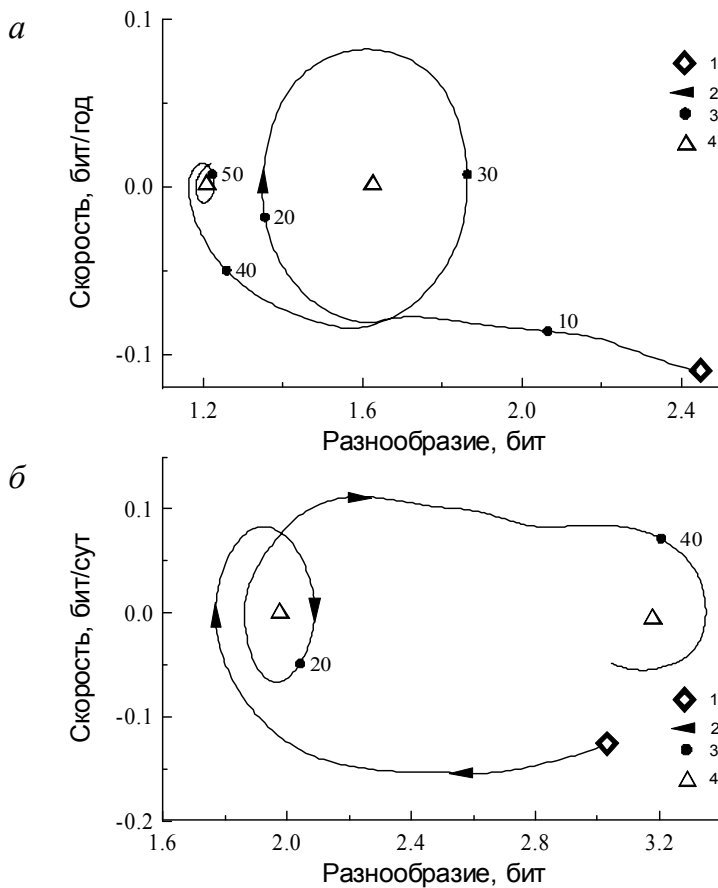 а
Скорость, бит/год
0.1
0.0
-0.1
1.2 1.6 2.0 2.4
Разнообразие, бит
50
40
20
30
10
1
2
3
4
б
Скорость, бит/сут
0.1
0.0
-0.1
-0.2
1.6 2.0 2.4 2.8 3.2
Разнообразие, бит
20
40
1
2
3
4